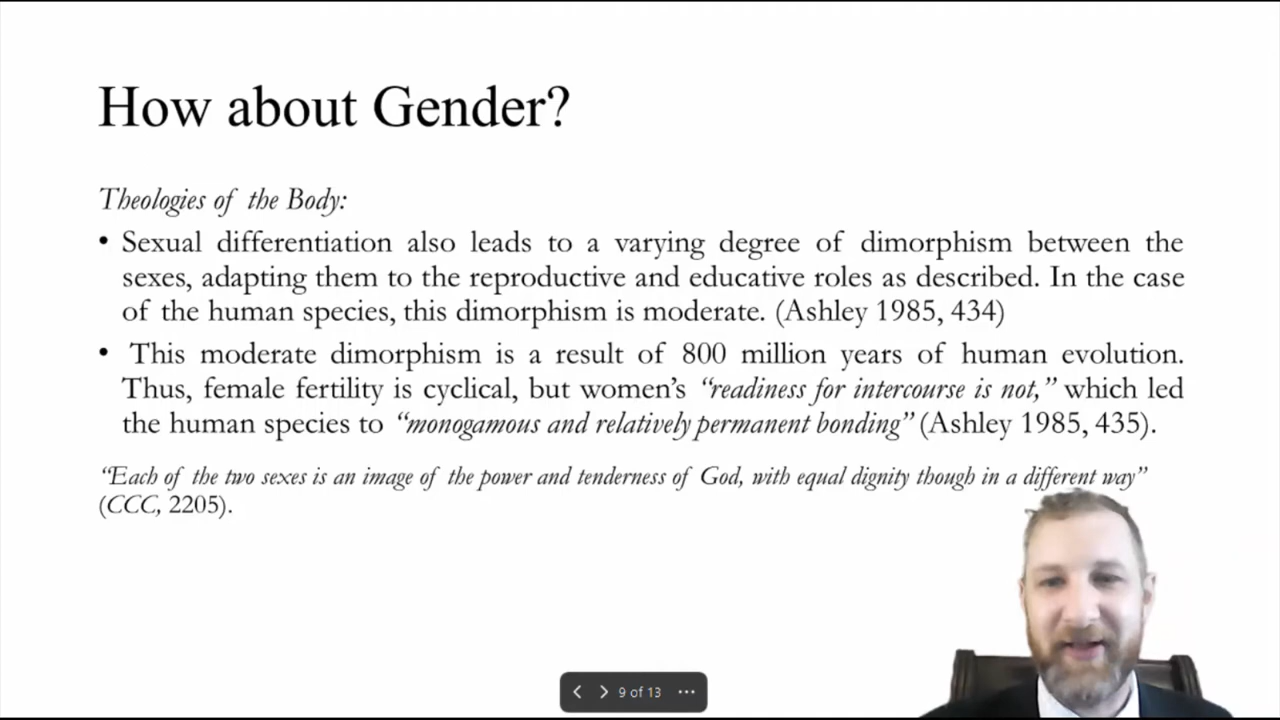 How about Gender?
Theologies of the Body:
• Sexual differentiation also leads to a varying degree of dimorphism between the
sexes, adapting them to the reproductive and educative roles as described. In the case
of the human species, this dimorphism is moderate. (Ashley 1985, 434)
• This moderate dimorphism is a result of 800 million years of human evolution.
Thus, female fertility is cyclical, but women’s “readiness for intercourse is not,” which led
the human species to “monogamous and relatively permanent bonding” (Ashley 1985, 435).
“Each of the two sexes is an image of the power and tenderness of God, with equal dignity though in a different way”
(CCC, 2205).
9 of 13